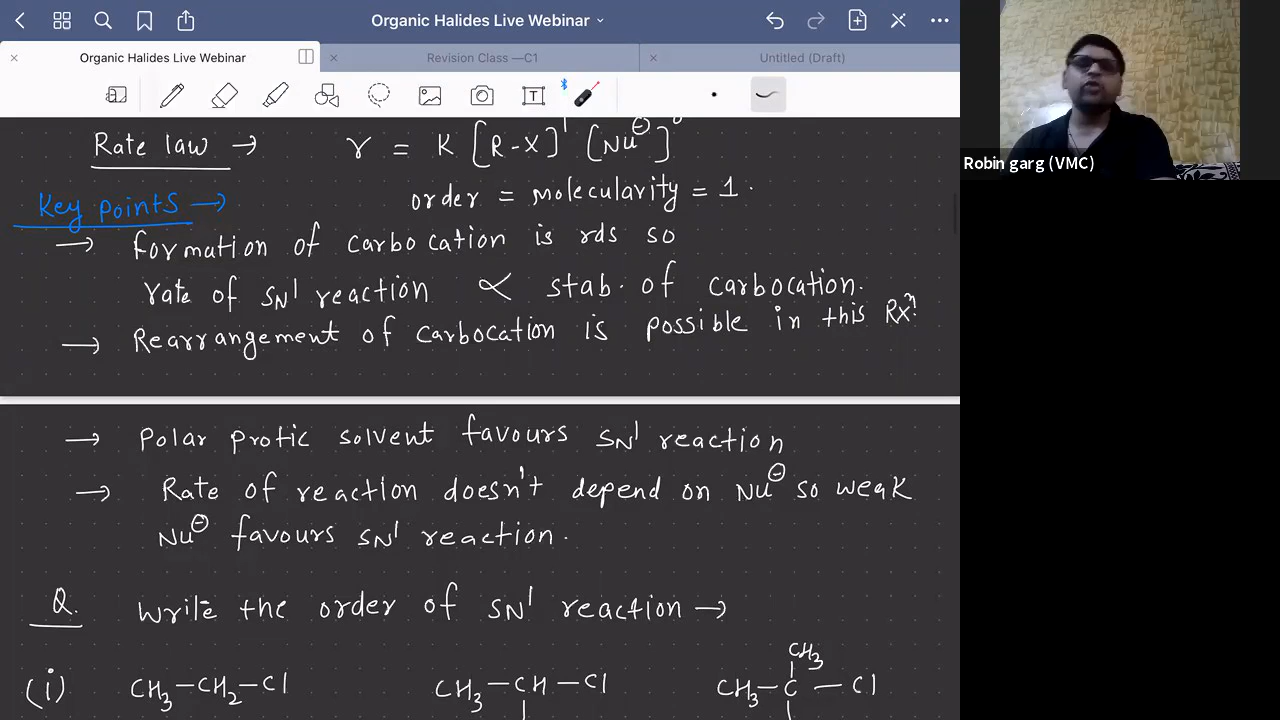 Organic Halides Live Webinar
Organic Halides Live Webinar
Revision Class —C1
Untitled (Draft)
T
Robin garg (VMC)
Rate law → r = K [R-X]¹ [Nu⊖]⁰
order = molecularity = 1.
Key points →
→ Formation of carbocation is rds so
rate of SN1 reaction ∝ stab. of carbocation.
→ Rearrangement of carbocation is possible in this Rxⁿ.
→ Polar protic solvent favours SN1 reaction
→ Rate of reaction doesn't depend on Nu⊖ so weak
Nu⊖ favours SN1 reaction.
Q. Write the order of SN1 reaction →
CH3
(i) CH3-CH2-Cl CH3-CH-Cl CH3-C-Cl